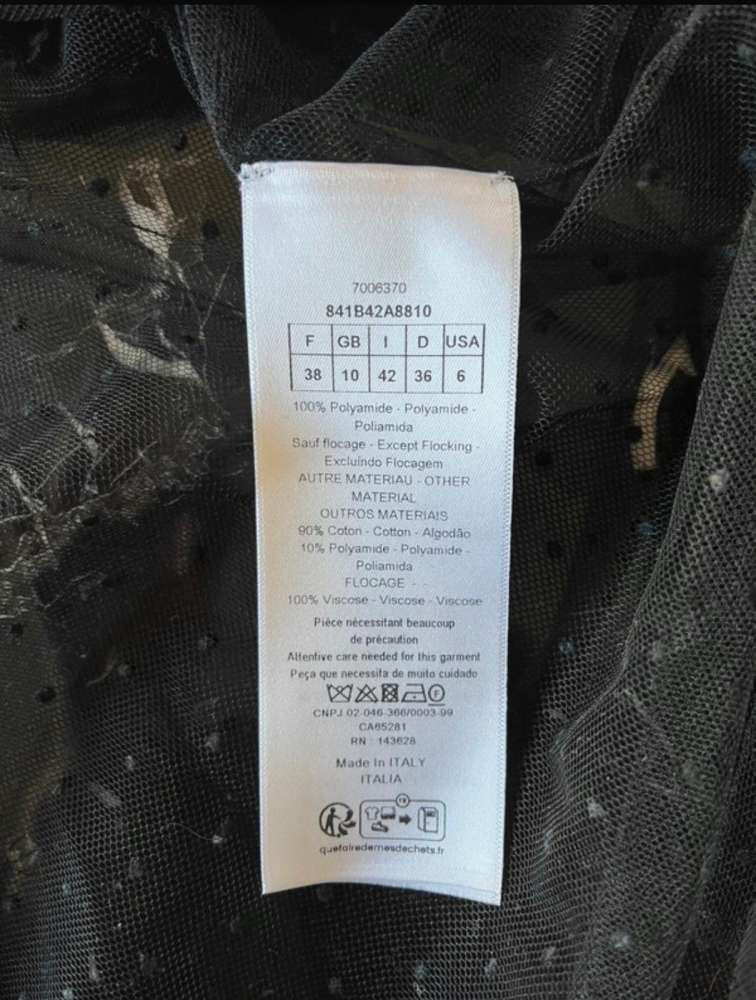 7006370
841B42A8810
F GB I D USA
38 10 42 36 6
100% Polyamide - Polyamide -
Poliamida
Sauf flocage - Except Flocking -
Excluindo Flocagem
AUTRE MATERIAU - OTHER
MATERIAL
OUTROS MATERIAIS
90% Coton - Cotton - Algodão
10% Polyamide - Polyamide -
Poliamida
FLOCAGE - -
100% Viscose - Viscose - Viscose
Pièce nécessitant beaucoup
de précaution
Attentive care needed for this garment
Peça que necessita de muito cuidado
F
CNPJ 02-046-366/0003-99
CA65281
RN : 143628
Made In ITALY
ITALIA
FR
quefairedemesdechets.fr